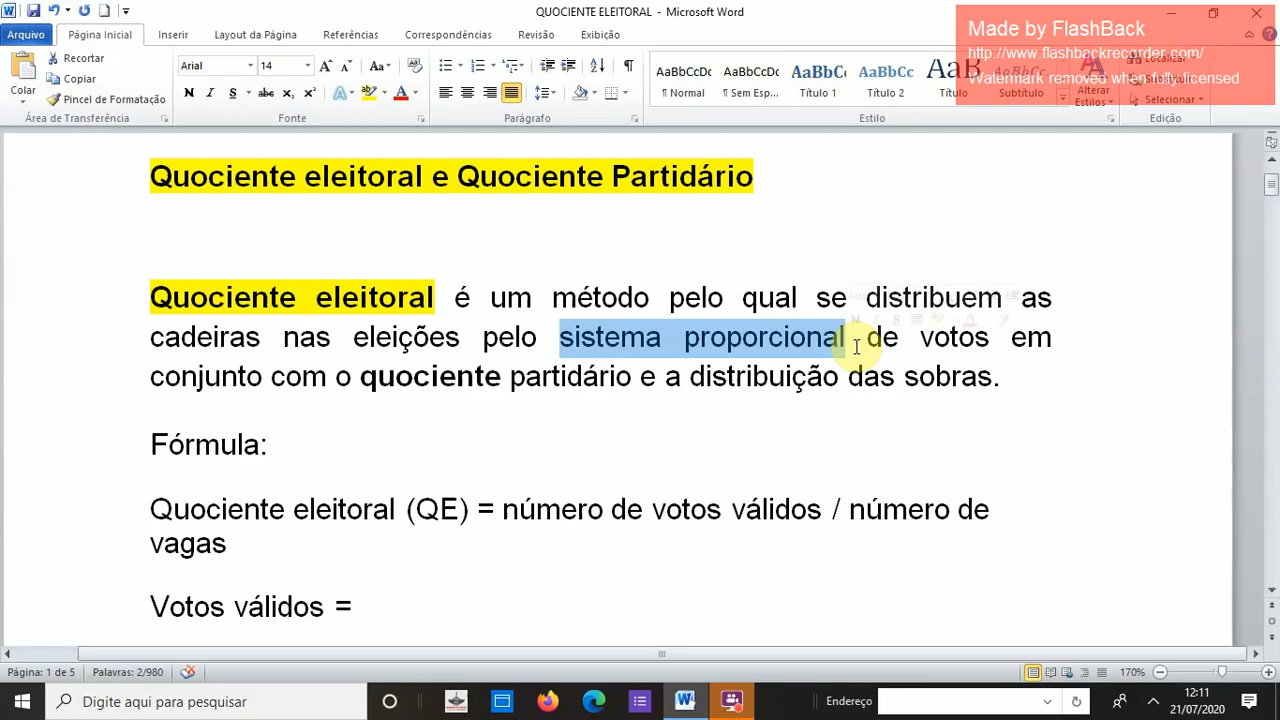 QUOCIENTE ELEITORAL - Microsoft Word
Made by FlashBack
http://www.flashbackrecorder.com/
Watermark removed when fully licensed
Arquivo Página Inicial Inserir Layout da Página Referências Correspondências Revisão Exibição
Colar
Recortar
Copiar
Pincel de Formatação
Área de Transferência
Arial 14
N I S abc x₂ x²
Fonte
Parágrafo
AaBbCcDc AaBbCcDc AaBbC AaBbCc AaB AaBbCc
¶ Normal ¶ Sem Esp... Título 1 Título 2 Título Subtítulo
Alterar
Estilos
Estilo
Localizar
Selecionar
Edição
Quociente eleitoral e Quociente Partidário
Quociente eleitoral é um método pelo qual se distribuem as
cadeiras nas eleições pelo sistema proporcional de votos em
conjunto com o quociente partidário e a distribuição das sobras.
Fórmula:
Quociente eleitoral (QE) = número de votos válidos / número de
vagas
Votos válidos =
Página: 1 de 5 Palavras: 2/980
170%
Digite aqui para pesquisar
Endereço
12:11
21/07/2020